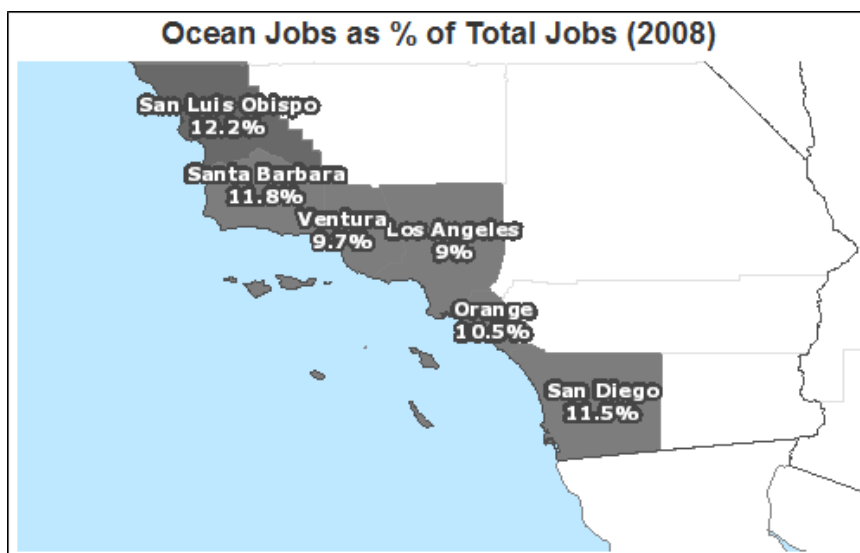 Ocean Jobs as % of Total Jobs (2008)
San Luis Obispo
12.2%
Santa Barbara
11.8%
Ventura
9.7%
Los Angeles
9%
Orange
10.5%
San Diego
11.5%